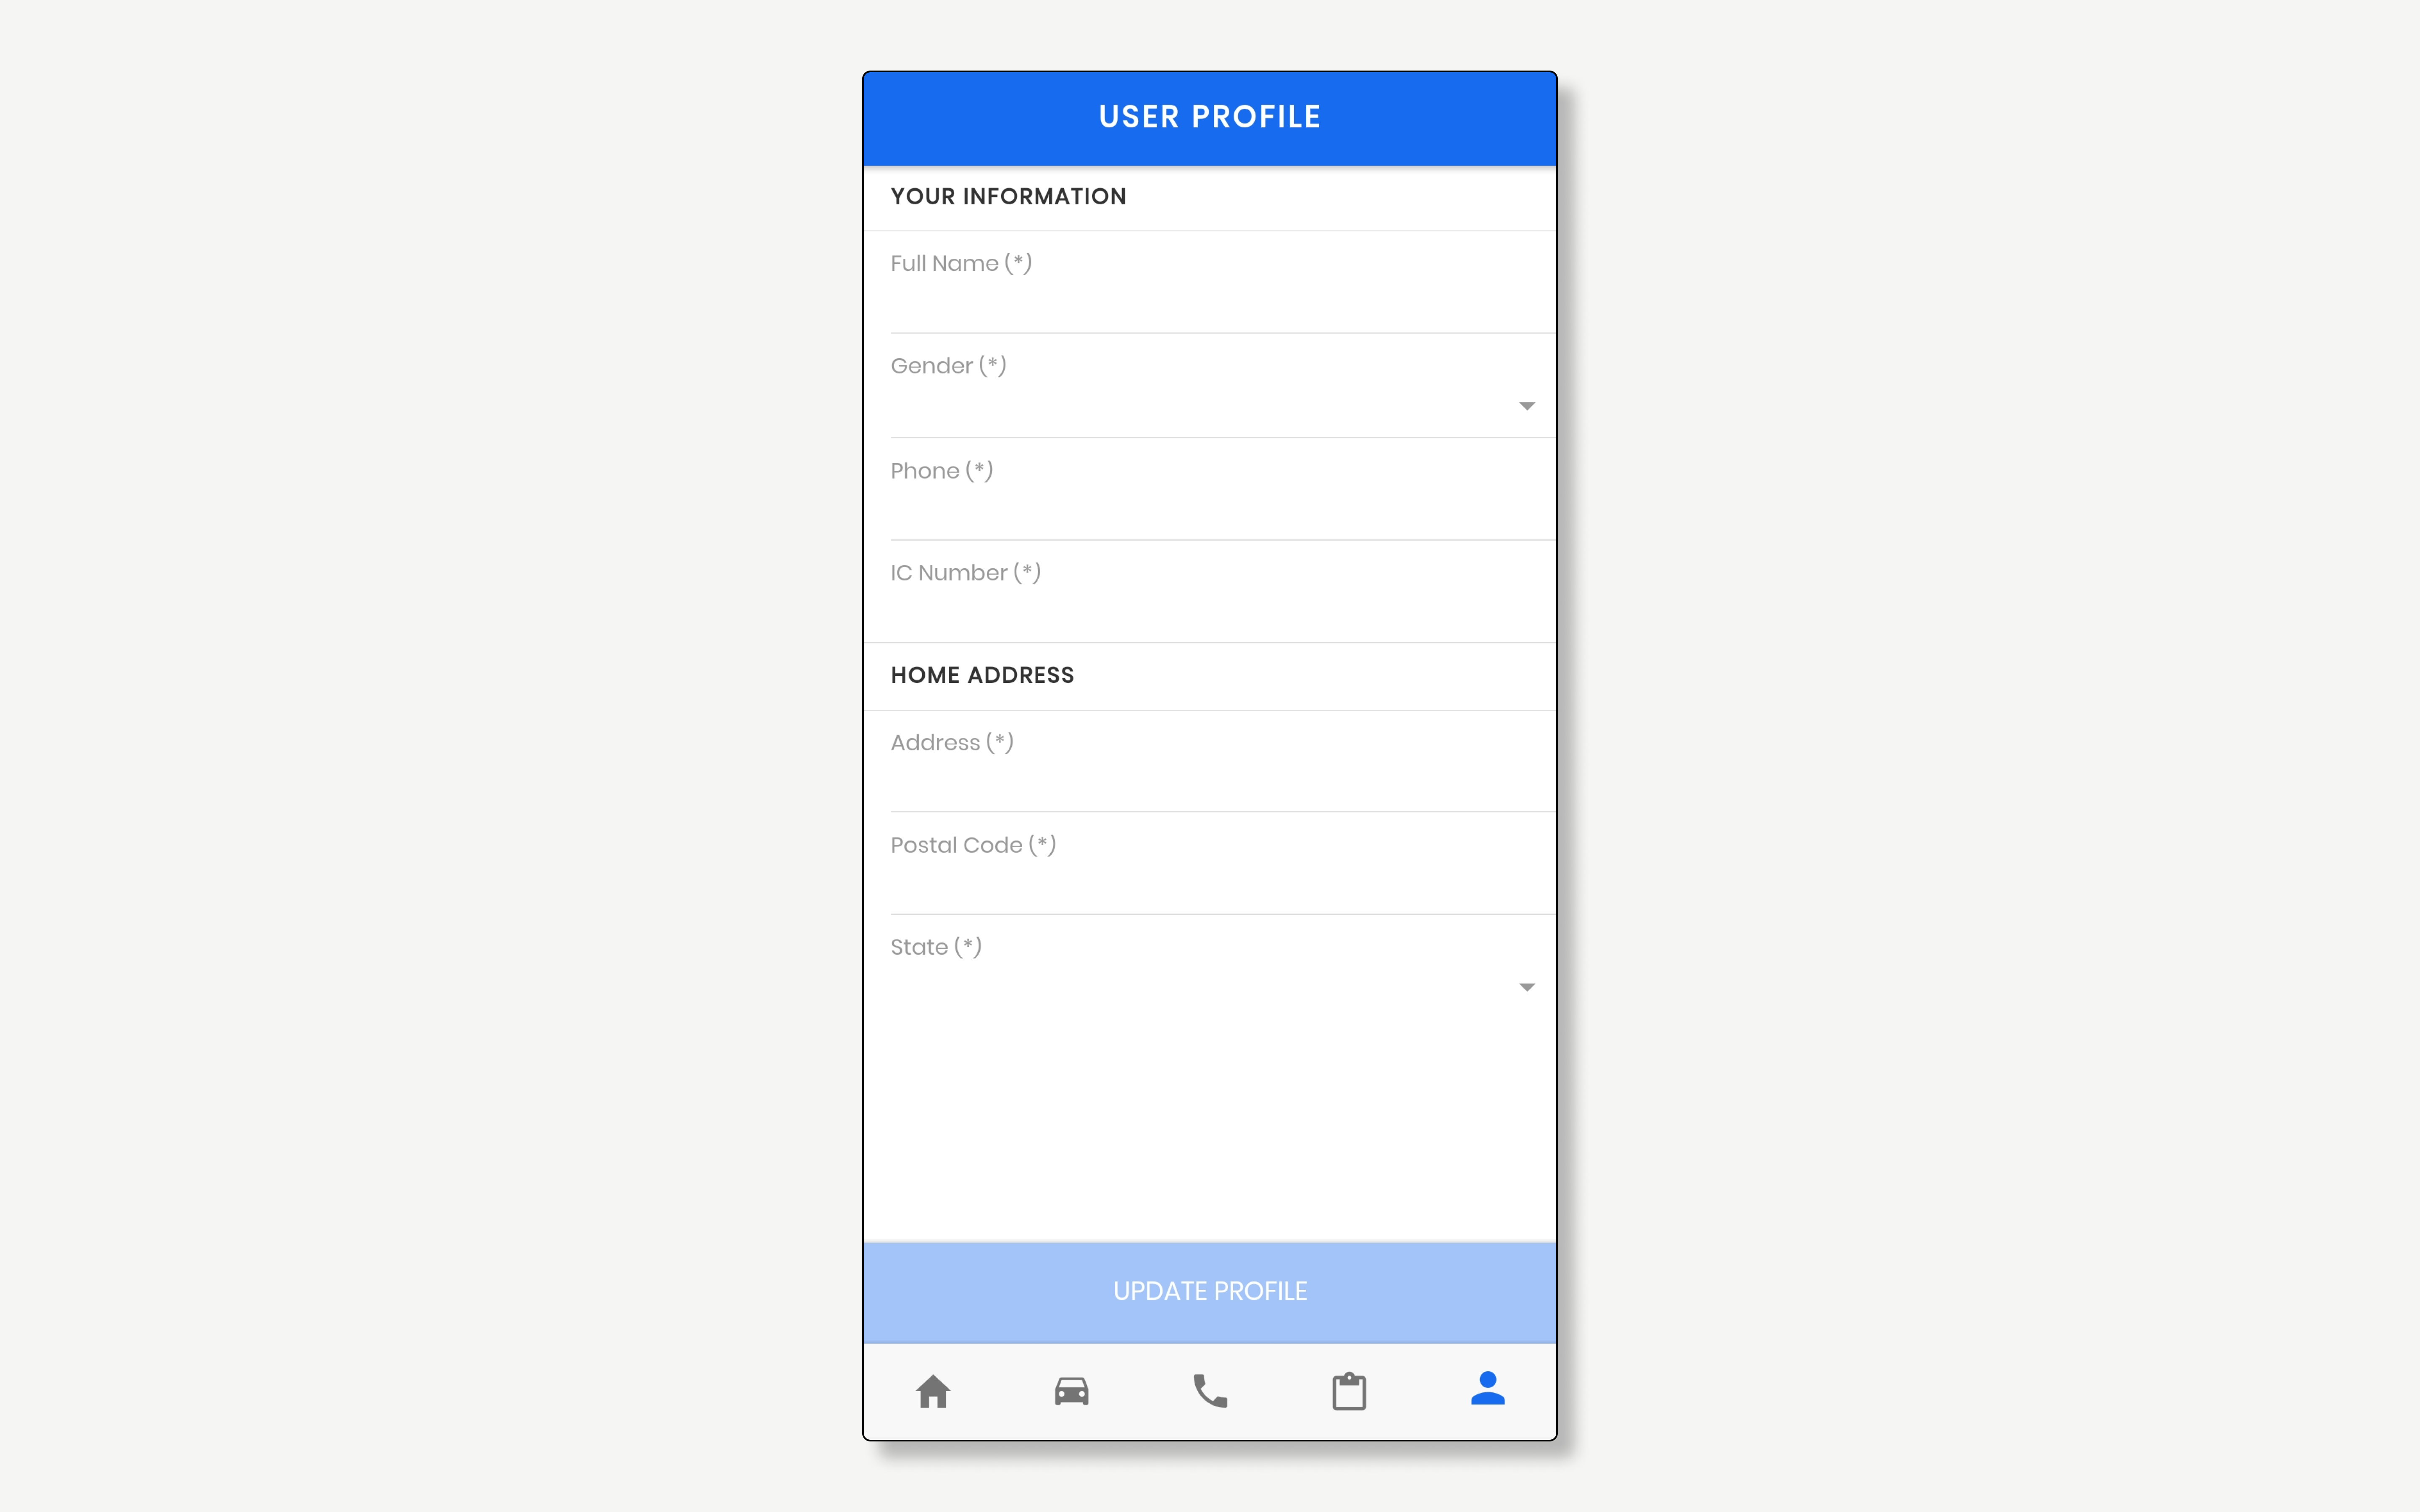 USER PROFILE
YOUR INFORMATION
Full Name (*)
Gender (*)
Phone (*)
IC Number (*)
HOME ADDRESS
Address (*)
Postal Code (*)
State (*)
UPDATE PROFILE